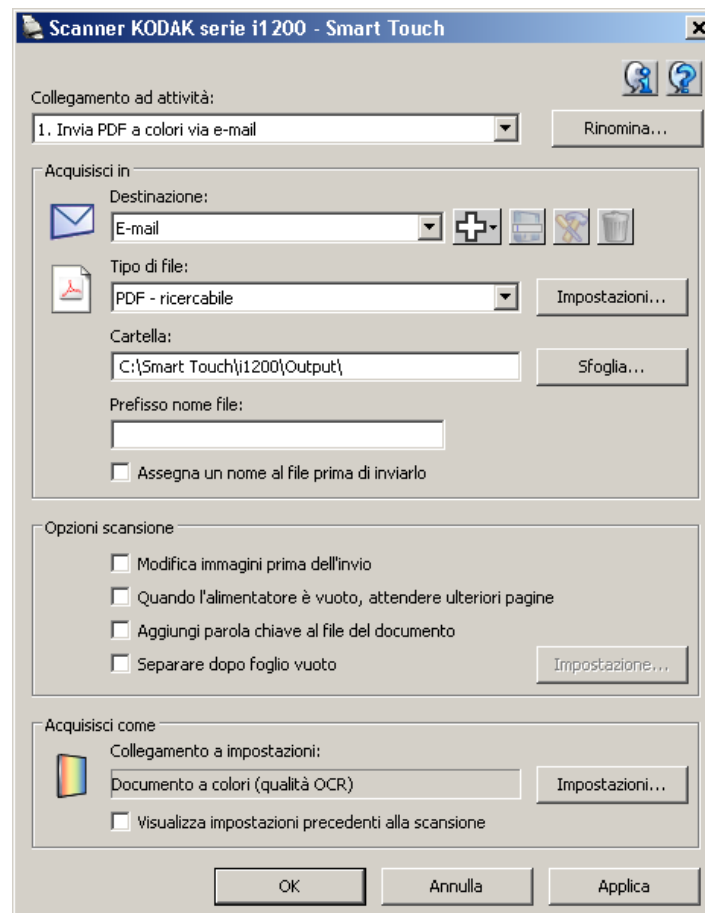 Scanner KODAK serie i1200 - Smart Touch
Collegamento ad attività:
1. Invia PDF a colori via e-mail
Rinomina...
Acquisisci in
Destinazione:
E-mail
Tipo di file:
PDF - ricercabile
Impostazioni...
Cartella:
C:\Smart Touch\i1200\Output\
Sfoglia...
Prefisso nome file:
Assegna un nome al file prima di inviarlo
Opzioni scansione
Modifica immagini prima dell'invio
Quando l'alimentatore è vuoto, attendere ulteriori pagine
Aggiungi parola chiave al file del documento
Separare dopo foglio vuoto
Impostazione...
Acquisisci come
Collegamento a impostazioni:
Documento a colori (qualità OCR)
Impostazioni...
Visualizza impostazioni precedenti alla scansione
OK
Annulla
Applica